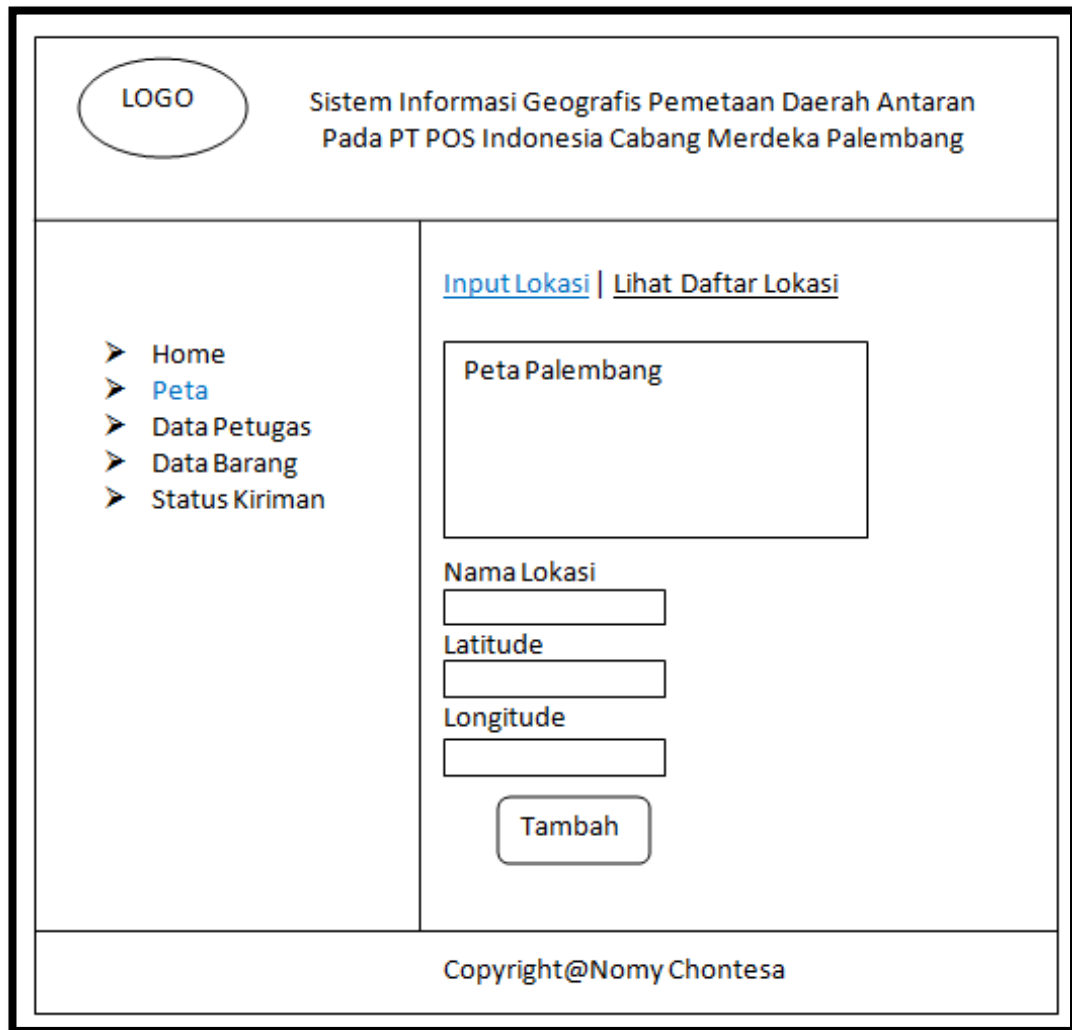 LOGO
Sistem Informasi Geografis Pemetaan Daerah Antaran
Pada PT POS Indonesia Cabang Merdeka Palembang
Home
Peta
Data Petugas
Data Barang
Status Kiriman
Input Lokasi | Lihat Daftar Lokasi
Peta Palembang
Nama Lokasi
Latitude
Longitude
Tambah
Copyright@Nomy Chontesa